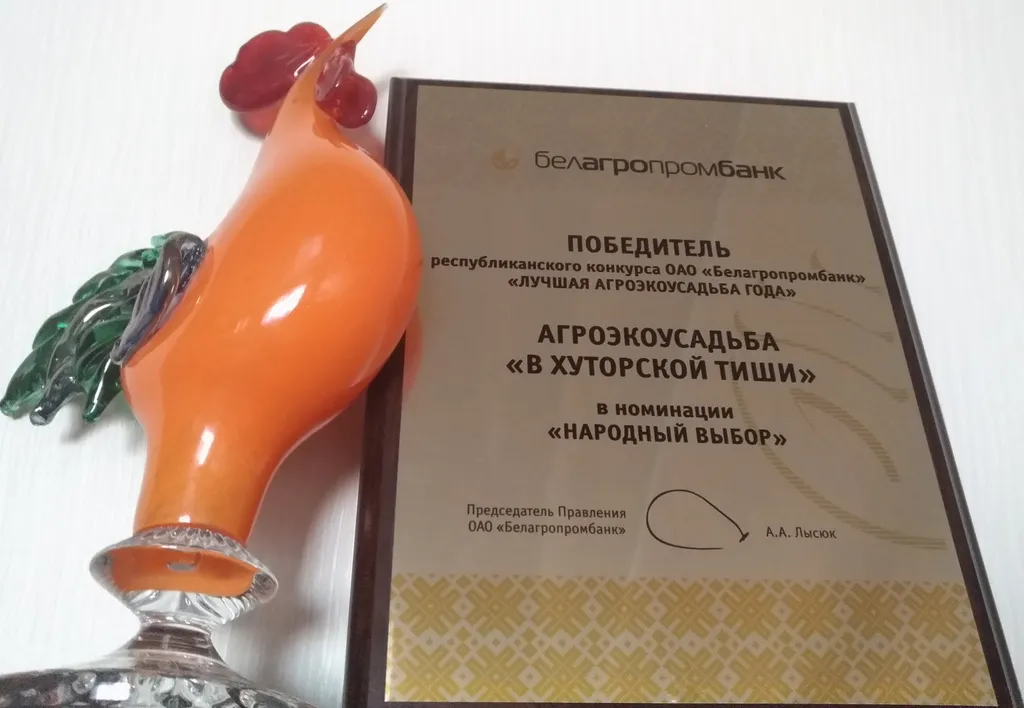 белагропромбанк
ПОБЕДИТЕЛЬ
республиканского конкурса ОАО «Белагропромбанк»
«ЛУЧШАЯ АГРОЭКОУСАДЬБА ГОДА»
АГРОЭКОУСАДЬБА
«В ХУТОРСКОЙ ТИШИ»
в номинации
«НАРОДНЫЙ ВЫБОР»
Председатель Правления
ОАО «Белагропромбанк»
А.А. Лысюк